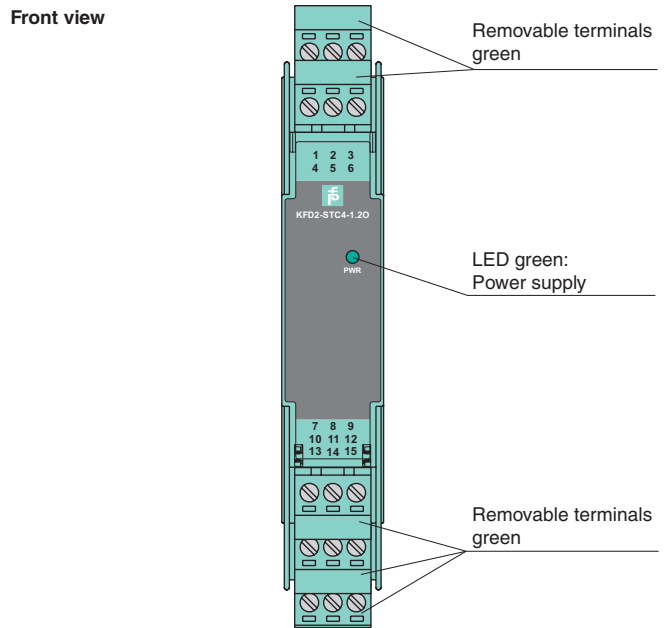 Front view
Removable terminals
green
1 2 3
4 5 6
KFD2-STC4-1.2O
LED green:
Power supply
PWR
7 8 9
10 11 12
13 14 15
Removable terminals
green